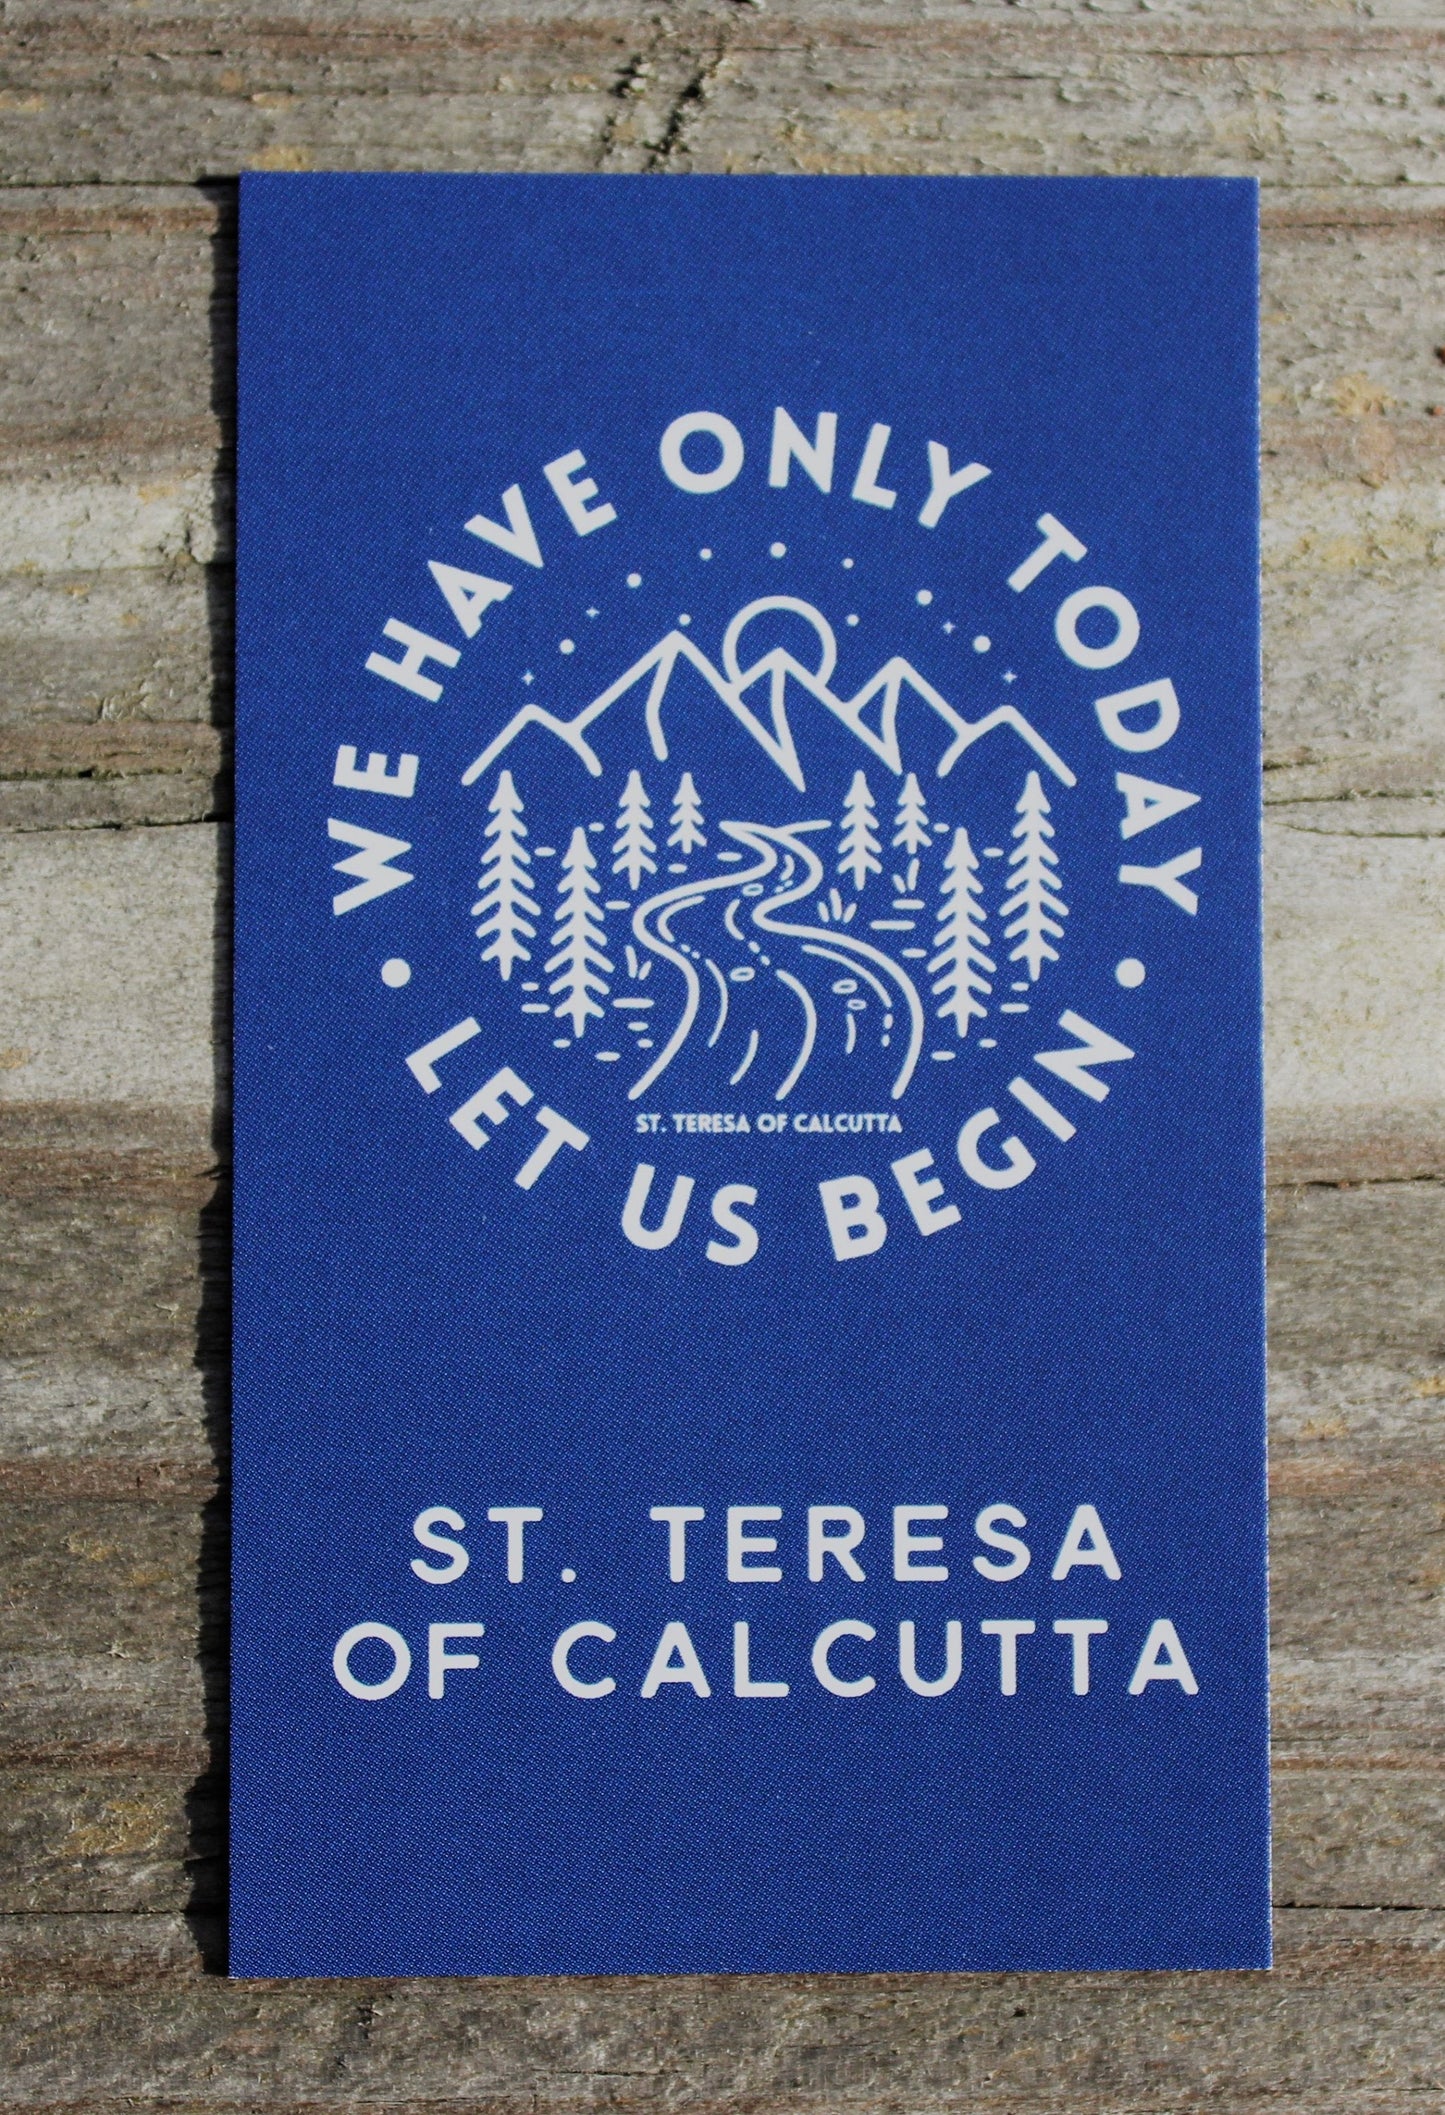 WE HAVE ONLY TODAY
• LET US BEGIN •
ST. TERESA OF CALCUTTA
ST. TERESA
OF CALCUTTA